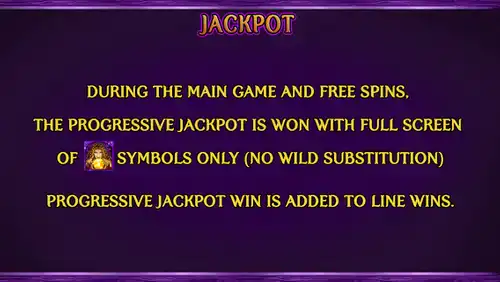 JACKPOT
DURING THE MAIN GAME AND FREE SPINS,
THE PROGRESSIVE JACKPOT IS WON WITH FULL SCREEN
OF SYMBOLS ONLY (NO WILD SUBSTITUTION)
PROGRESSIVE JACKPOT WIN IS ADDED TO LINE WINS.